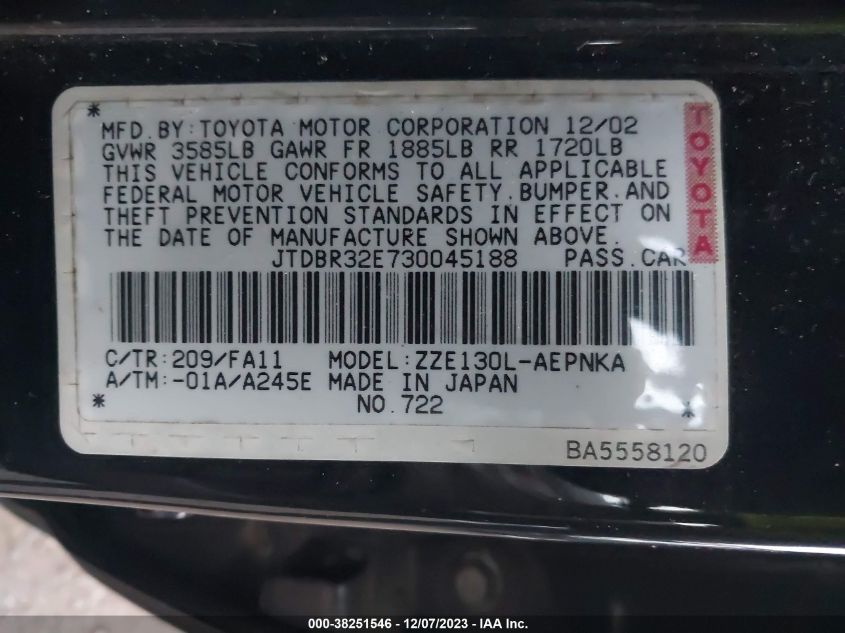 *
MFD. BY: TOYOTA MOTOR CORPORATION 12/02
GVWR 3585LB GAWR FR 1885LB RR 1720LB
THIS VEHICLE CONFORMS TO ALL APPLICABLE
FEDERAL MOTOR VEHICLE SAFETY, BUMPER, AND
THEFT PREVENTION STANDARDS IN EFFECT ON
THE DATE OF MANUFACTURE SHOWN ABOVE.
JTDBR32E730045188 PASS. CAR
TOYOTA
C/TR: 209/FA11 MODEL: ZZE130L-AEPNKA
A/TM: -01A/A245E MADE IN JAPAN
* NO. 722 *
BA5558120
000-38251546 - 12/07/2023 - IAA Inc.